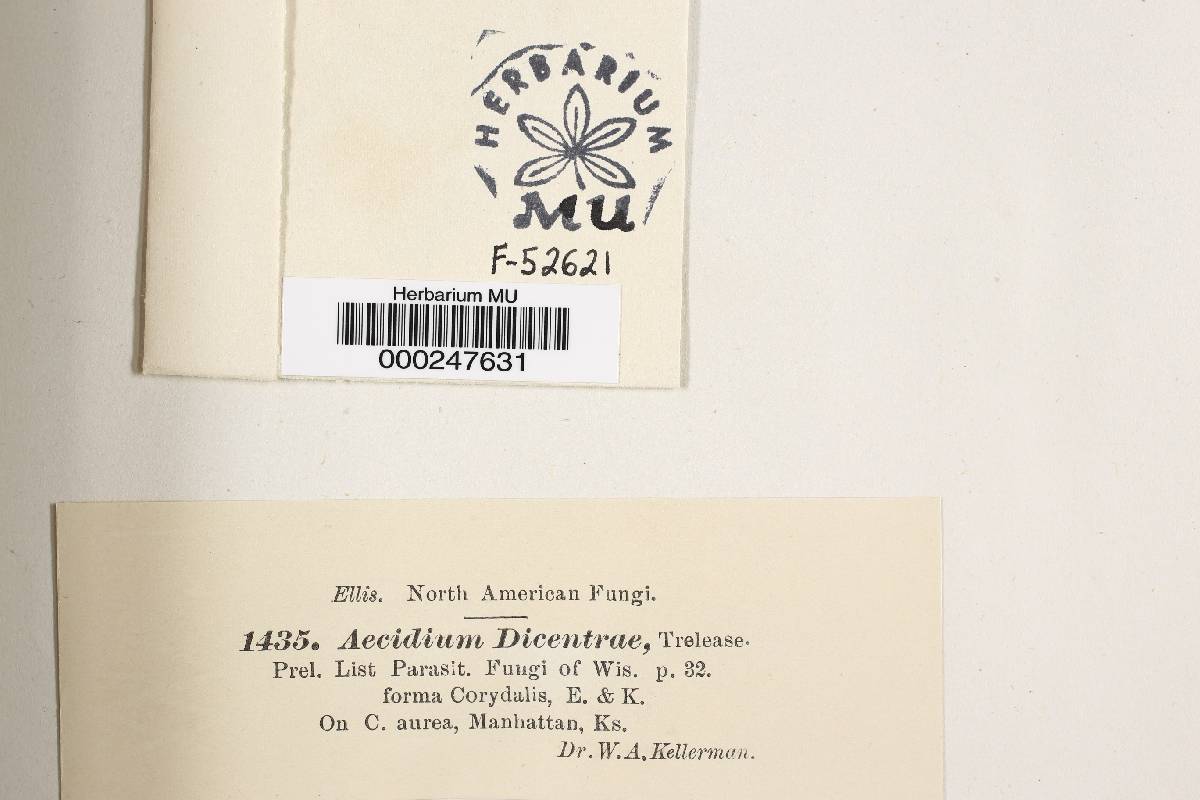 HERBARIUM
MU
F-52621
Herbarium MU
000247631
Ellis. North American Fungi.
1435. Aecidium Dicentrae, Trelease.
Prel. List Parasit. Fungi of Wis. p. 32.
forma Corydalis, E. & K.
On C. aurea, Manhattan, Ks.
Dr. W. A. Kellerman.